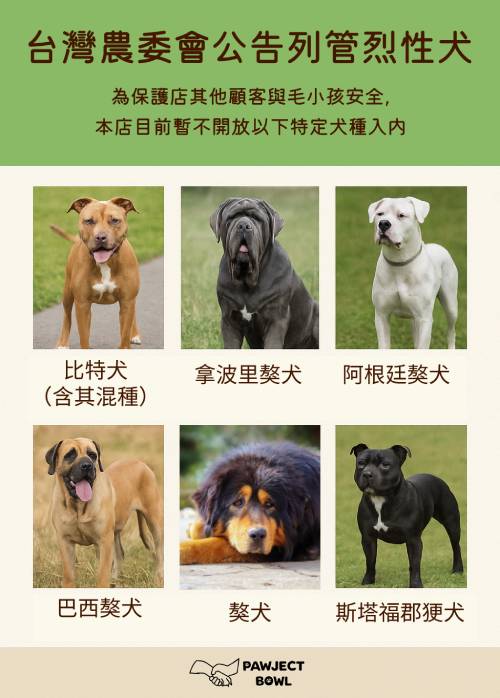 台灣農委會公告列管烈性犬
為保護店其他顧客與毛小孩安全,
本店目前暫不開放以下特定犬種入內
比特犬
（含其混種）
拿波里獒犬
阿根廷獒犬
巴西獒犬
獒犬
斯塔福郡㹴犬
PAWJECT
BOWL